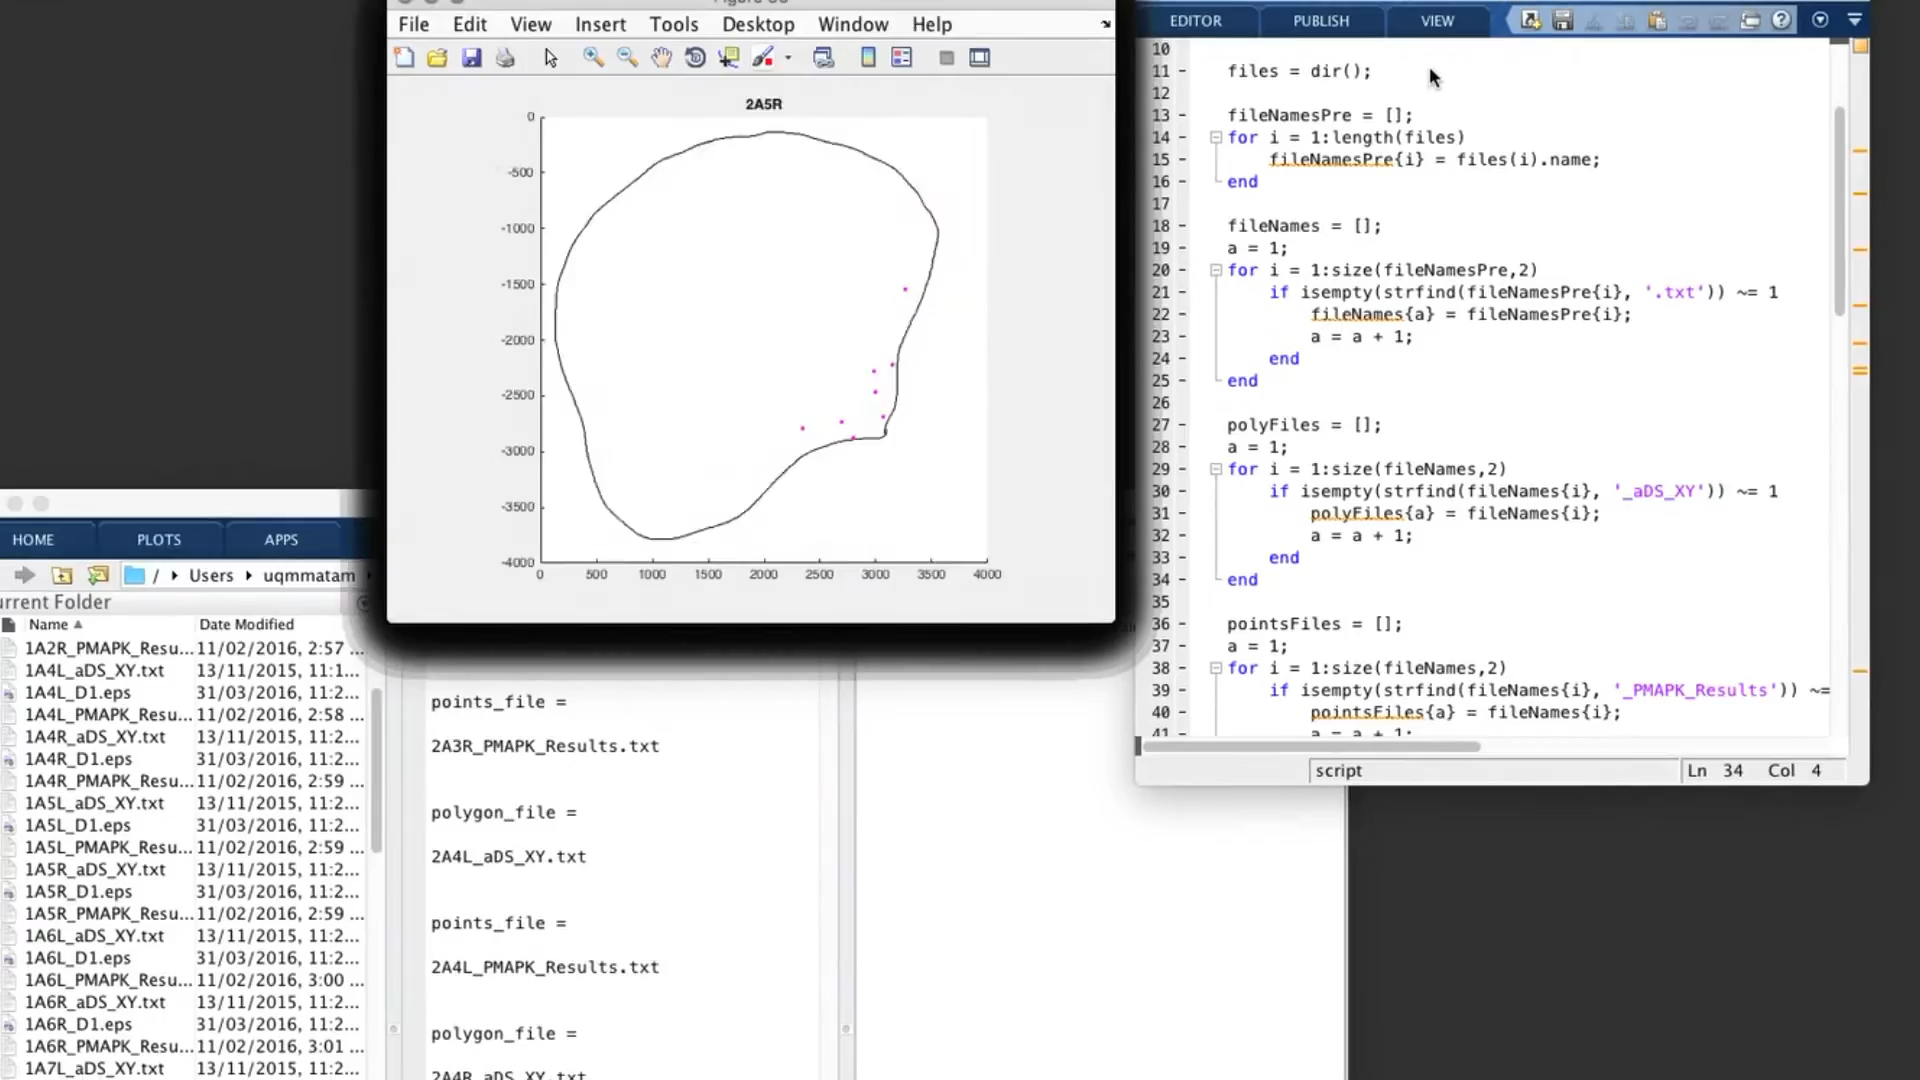 File Edit View Insert Tools Desktop Window Help
2A5R
0
-500
-1000
-1500
-2000
-2500
-3000
-3500
-4000
0 500 1000 1500 2000 2500 3000 3500 4000
EDITOR PUBLISH VIEW
10
11 - files = dir();
12
13 - fileNamesPre = [];
14 - for i = 1:length(files)
15 - fileNamesPre{i} = files(i).name;
16 - end
17
18 - fileNames = [];
19 - a = 1;
20 - for i = 1:size(fileNamesPre,2)
21 - if isempty(strfind(fileNamesPre{i}, '.txt')) ~= 1
22 - fileNames{a} = fileNamesPre{i};
23 - a = a + 1;
24 - end
25 - end
26
27 - polyFiles = [];
28 - a = 1;
29 - for i = 1:size(fileNames,2)
30 - if isempty(strfind(fileNames{i}, '_aDS_XY')) ~= 1
31 - polyFiles{a} = fileNames{i};
32 - a = a + 1;
33 - end
34 - end
35
36 - pointsFiles = [];
37 - a = 1;
38 - for i = 1:size(fileNames,2)
39 - if isempty(strfind(fileNames{i}, '_PMAPK_Results')) ~=
40 - pointsFiles{a} = fileNames{i};
41 - a = a + 1;
script Ln 34 Col 4
HOME PLOTS APPS
/ Users uqmmatam
urrent Folder
Name Date Modified
1A2R_PMAPK_Resu... 11/02/2016, 2:57 ...
1A4L_aDS_XY.txt 13/11/2015, 11:1...
1A4L_D1.eps 31/03/2016, 11:2...
1A4L_PMAPK_Resu... 11/02/2016, 2:58 ...
1A4R_aDS_XY.txt 13/11/2015, 11:2...
1A4R_D1.eps 31/03/2016, 11:2...
1A4R_PMAPK_Resu... 11/02/2016, 2:59 ...
1A5L_aDS_XY.txt 13/11/2015, 11:2...
1A5L_D1.eps 31/03/2016, 11:2...
1A5L_PMAPK_Resu... 11/02/2016, 2:59 ...
1A5R_aDS_XY.txt 13/11/2015, 11:2...
1A5R_D1.eps 31/03/2016, 11:2...
1A5R_PMAPK_Resu... 11/02/2016, 2:59 ...
1A6L_aDS_XY.txt 13/11/2015, 11:2...
1A6L_D1.eps 31/03/2016, 11:2...
1A6L_PMAPK_Resu... 11/02/2016, 3:00 ...
1A6R_aDS_XY.txt 13/11/2015, 11:2...
1A6R_D1.eps 31/03/2016, 11:2...
1A6R_PMAPK_Resu... 11/02/2016, 3:01 ...
1A7L_aDS_XY.txt 13/11/2015, 11:2...
points_file =
2A3R_PMAPK_Results.txt
polygon_file =
2A4L_aDS_XY.txt
points_file =
2A4L_PMAPK_Results.txt
polygon_file =
2A4R_aDS_XY.txt